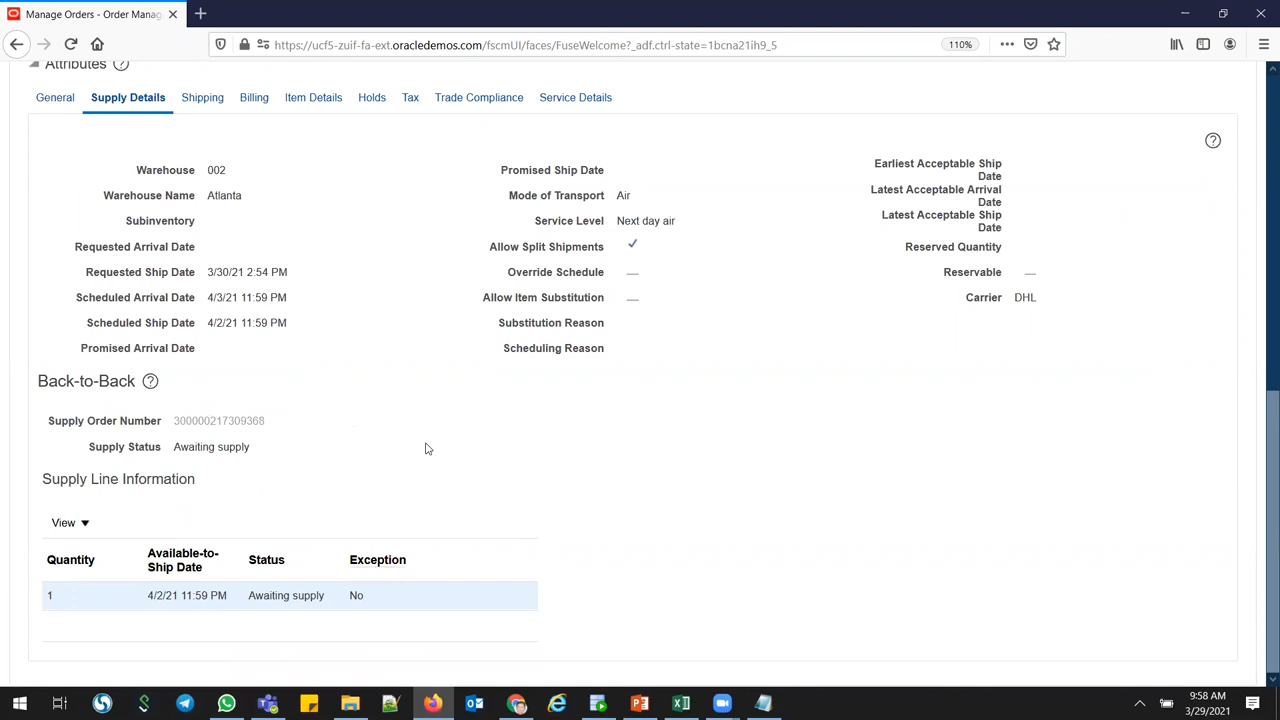 Manage Orders - Order Manag
https://ucf5-zuif-fa-ext.oracledemos.com/fscmUI/faces/FuseWelcome?_adf.ctrl-state=1bcna21ih9_5
110%
Attributes
General
Supply Details
Shipping
Billing
Item Details
Holds
Tax
Trade Compliance
Service Details
Warehouse 002
Warehouse Name Atlanta
Subinventory
Requested Arrival Date
Requested Ship Date 3/30/21 2:54 PM
Scheduled Arrival Date 4/3/21 11:59 PM
Scheduled Ship Date 4/2/21 11:59 PM
Promised Arrival Date
Promised Ship Date
Mode of Transport Air
Service Level Next day air
Allow Split Shipments
Override Schedule
Allow Item Substitution
Substitution Reason
Scheduling Reason
Earliest Acceptable Ship
Date
Latest Acceptable Arrival
Date
Latest Acceptable Ship
Date
Reserved Quantity
Reservable
Carrier DHL
Back-to-Back
Supply Order Number 300000217309368
Supply Status Awaiting supply
Supply Line Information
View
Quantity
Available-to-
Ship Date
Status
Exception
1 4/2/21 11:59 PM Awaiting supply No
9:58 AM
3/29/2021